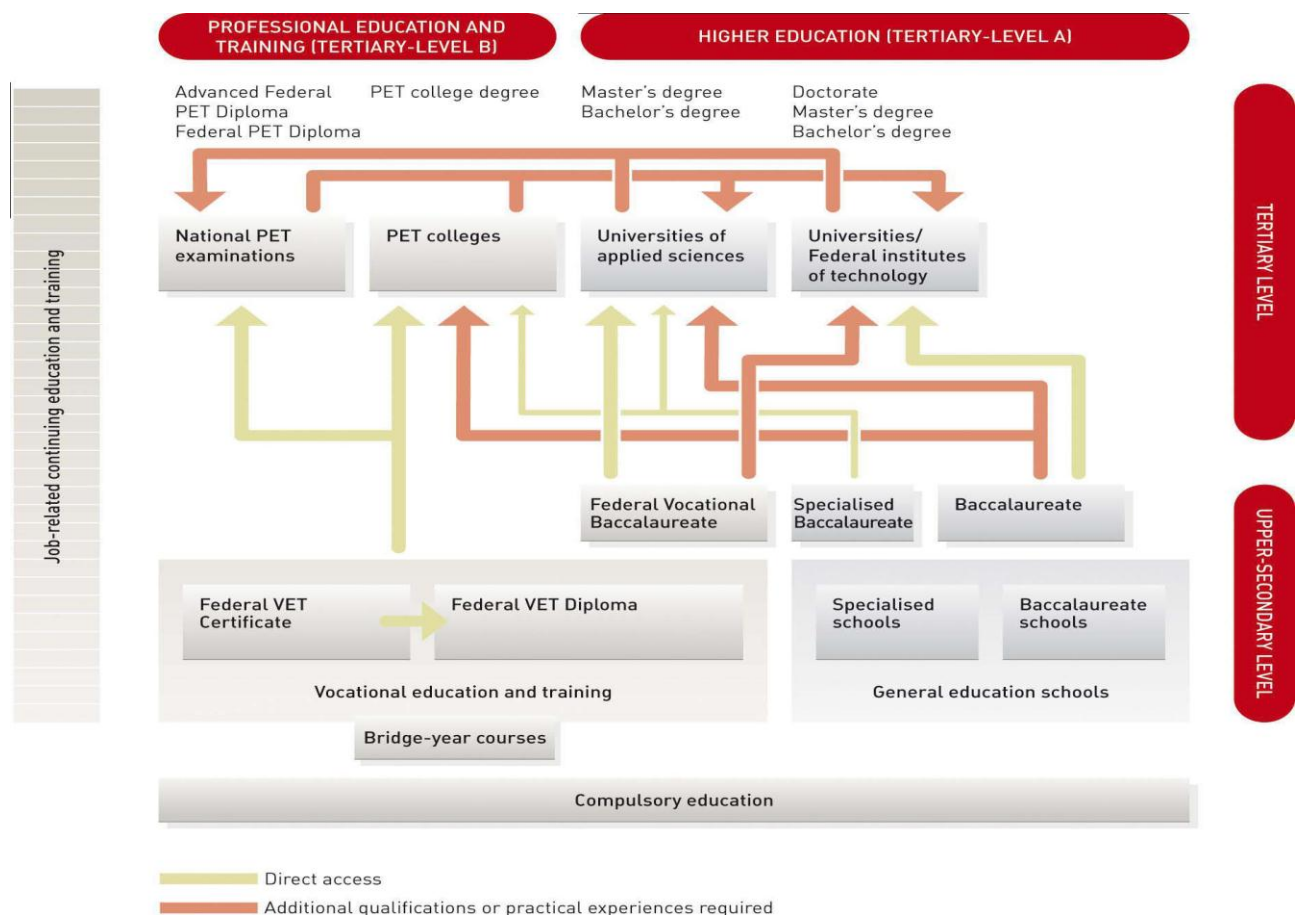 PROFESSIONAL EDUCATION AND
TRAINING (TERTIARY-LEVEL B)
HIGHER EDUCATION (TERTIARY-LEVEL A)
Advanced Federal
PET Diploma
Federal PET Diploma
PET college degree
Master's degree
Bachelor's degree
Doctorate
Master's degree
Bachelor's degree
National PET
examinations
PET colleges
Universities of
applied sciences
Universities/
Federal institutes
of technology
TERTIARY LEVEL
Job-related continuing education and training
Federal Vocational
Baccalaureate
Specialised
Baccalaureate
Baccalaureate
UPPER-SECONDARY LEVEL
Federal VET
Certificate
Federal VET Diploma
Specialised
schools
Baccalaureate
schools
Vocational education and training
General education schools
Bridge-year courses
Compulsory education
Direct access
Additional qualifications or practical experiences required